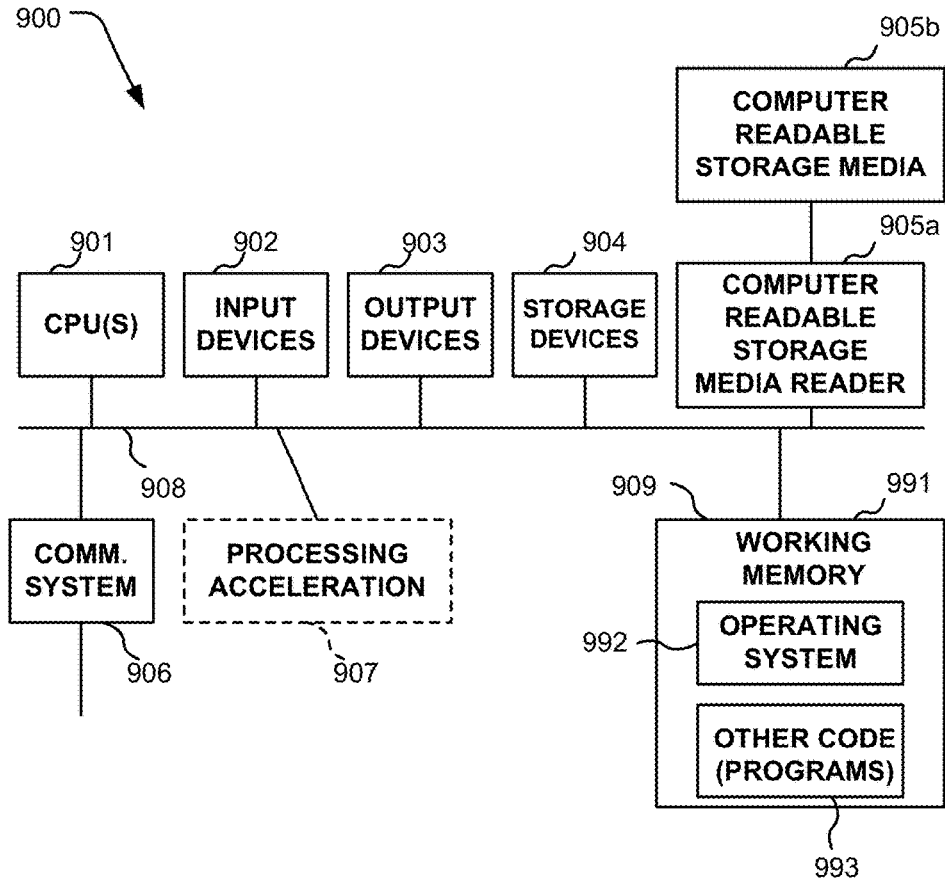 900
905b
COMPUTER
READABLE
STORAGE MEDIA
905a
901
902
903
904
CPU(S)
INPUT
DEVICES
OUTPUT
DEVICES
STORAGE
DEVICES
COMPUTER
READABLE
STORAGE
MEDIA READER
908
909
991
COMM.
SYSTEM
PROCESSING
ACCELERATION
WORKING
MEMORY
992
OPERATING
SYSTEM
906
907
OTHER CODE
(PROGRAMS)
993